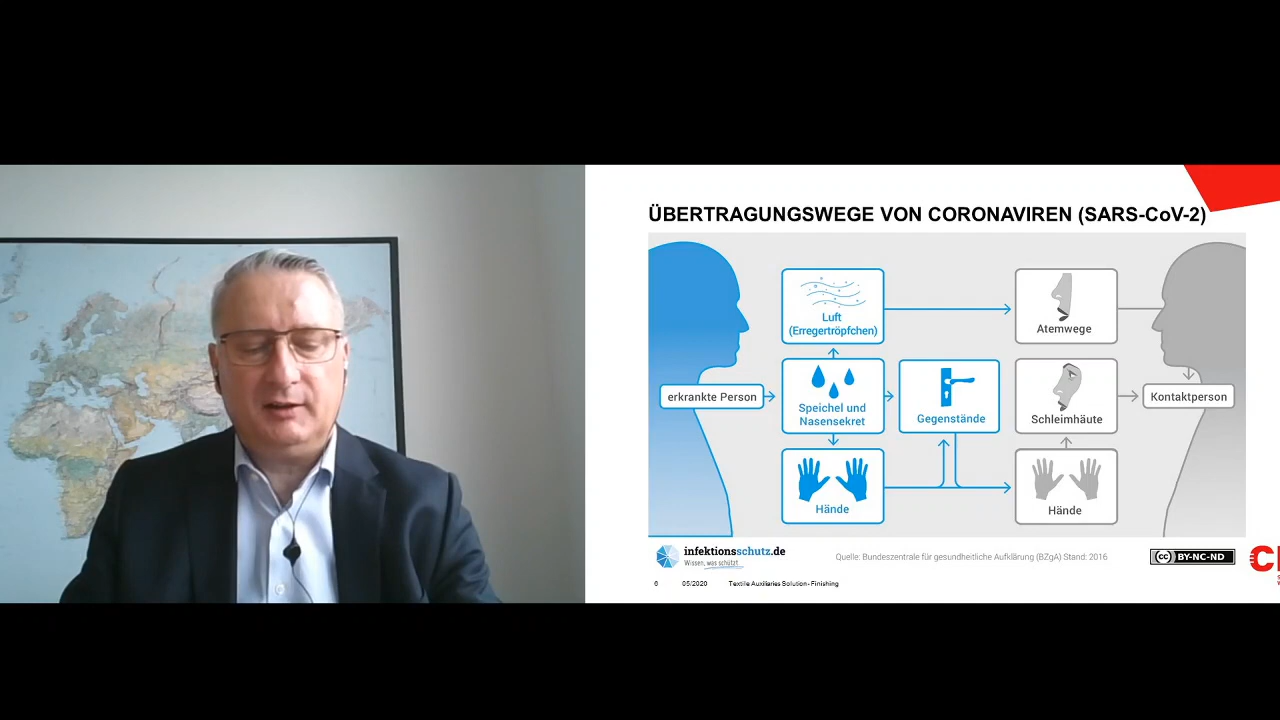 ÜBERTRAGUNGSWEGE VON CORONAVIREN (SARS-CoV-2)
Luft
(Erregertröpfchen)
Atemwege
erkrankte Person
Speichel und
Nasensekret
Gegenstände
Schleimhäute
Kontaktperson
Hände
Hände
infektionsschutz.de
Wissen, was schützt.
Quelle: Bundeszentrale für gesundheitliche Aufklärung (BZgA) Stand: 2016
cc BY-NC-ND
6 05/2020 Textile Auxiliaries Solution - Finishing